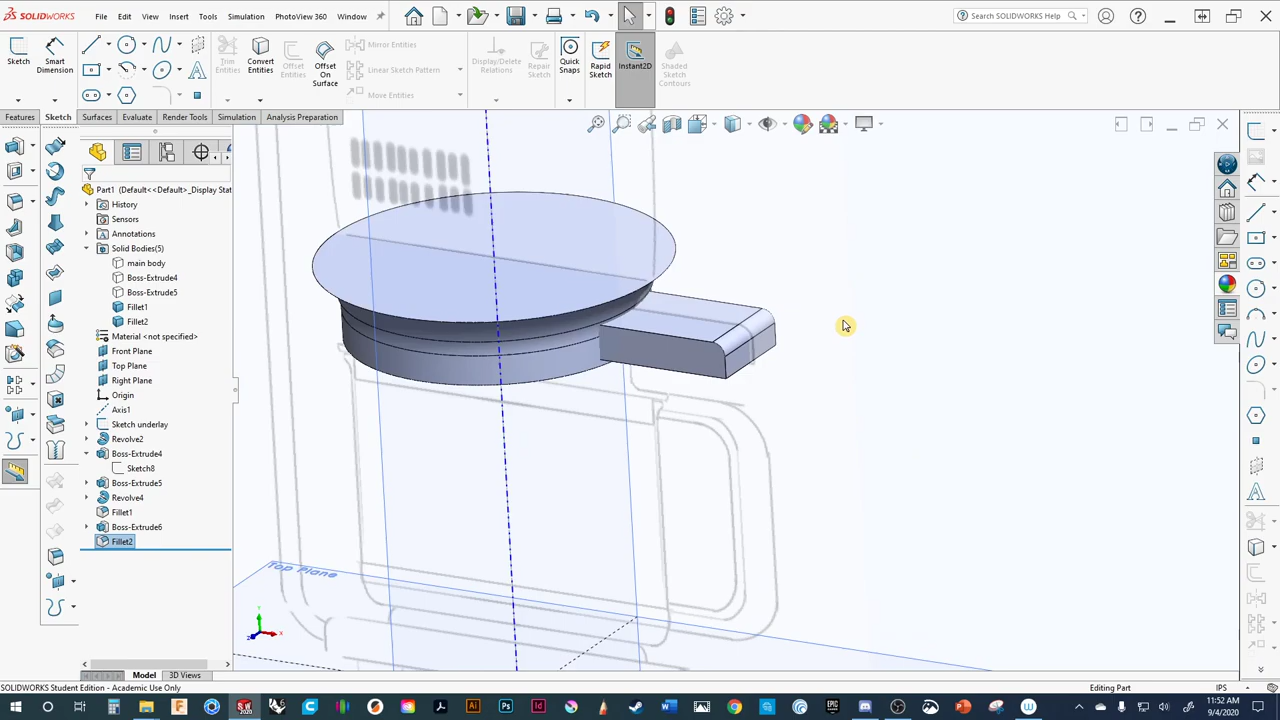 SOLIDWORKS File Edit View Insert Tools Simulation PhotoView 360 Window Search SOLIDWORKS Help
Sketch Smart Dimension Trim Entities Convert Entities Offset Entities Offset On Surface Mirror Entities Linear Sketch Pattern Move Entities Display/Delete Relations Repair Sketch Quick Snaps Rapid Sketch Instant2D Shaded Sketch Contours
Features Sketch Surfaces Evaluate Render Tools Simulation Analysis Preparation
Part1 (Default<<Default>_Display Stat
History
Sensors
Annotations
Solid Bodies(5)
main body
Boss-Extrude4
Boss-Extrude5
Fillet1
Fillet2
Material <not specified>
Front Plane
Top Plane
Right Plane
Origin
Axis1
Sketch underlay
Revolve2
Boss-Extrude4
Sketch8
Boss-Extrude5
Revolve4
Fillet1
Boss-Extrude6
Fillet2
Top Plane
Y
X
Z
Model 3D Views
SOLIDWORKS Student Edition - Academic Use Only Editing Part IPS
11:52 AM
9/4/2020